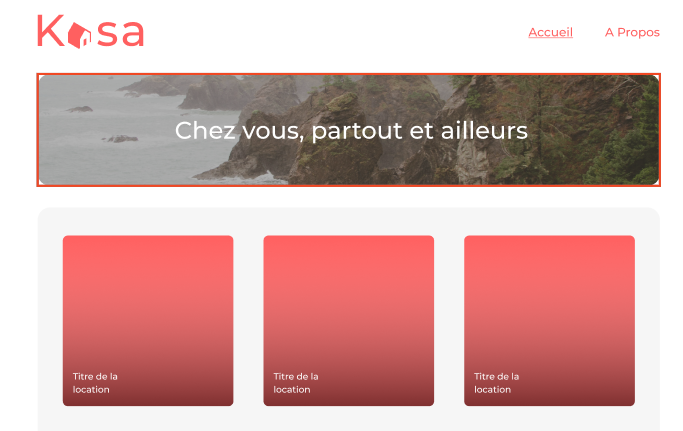 Kasa
Accueil
A Propos
Chez vous, partout et ailleurs
Titre de la
location
Titre de la
location
Titre de la
location